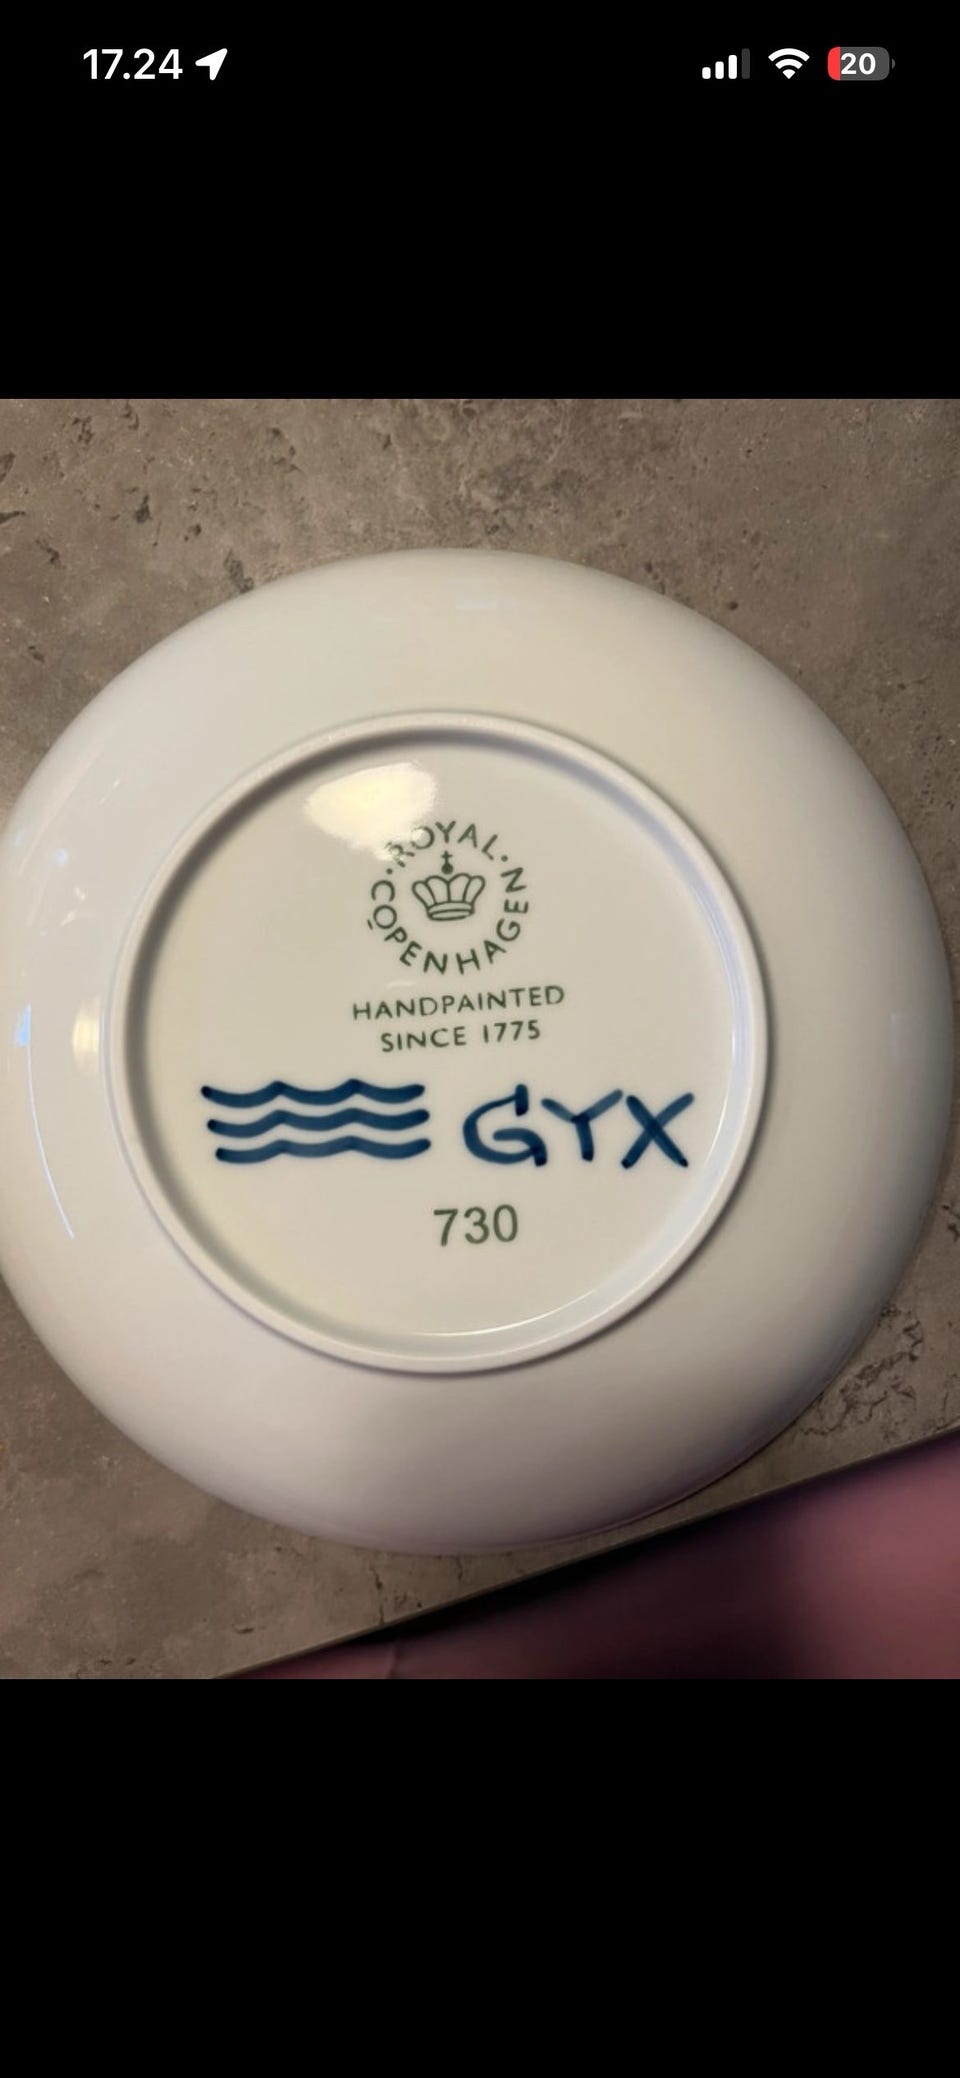 17.24
20
ROYAL · COPENHAGEN ·
HANDPAINTED
SINCE 1775
GYX
730